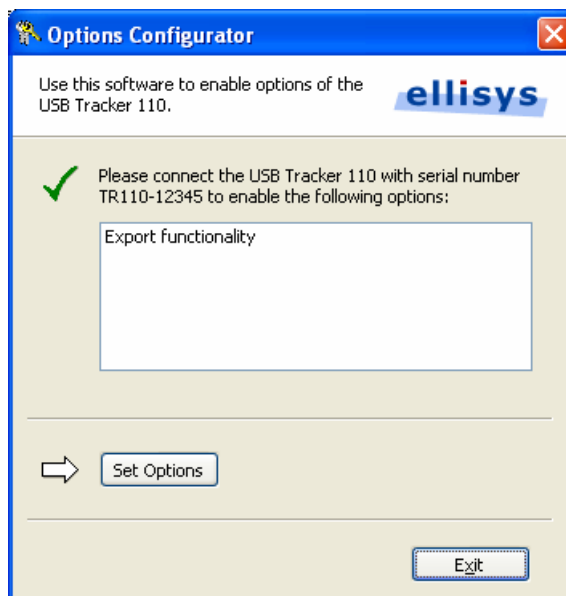 Options Configurator
Use this software to enable options of the
USB Tracker 110.
ellisys
Please connect the USB Tracker 110 with serial number
TR110-12345 to enable the following options:
Export functionality
Set Options
Exit